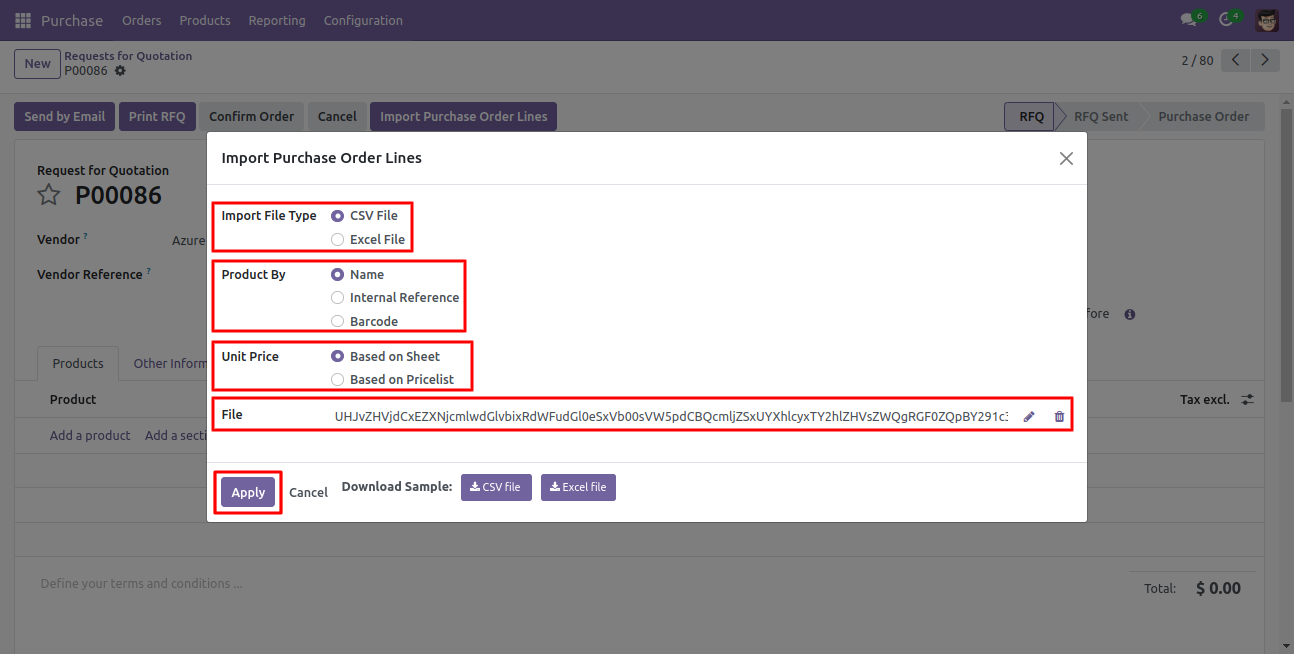 Purchase Orders Products Reporting Configuration 6 4
New Requests for Quotation
P00086
2 / 80
Send by Email Print RFQ Confirm Order Cancel Import Purchase Order Lines RFQ RFQ Sent Purchase Order
Import Purchase Order Lines
Request for Quotation
P00086
Vendor ? Azure
Vendor Reference ?
Import File Type CSV File
Excel File
Product By Name
Internal Reference
Barcode
fore
Unit Price Based on Sheet
Based on Pricelist
Products Other Inform
Product Tax excl.
File
Add a product Add a secti
Apply Cancel Download Sample: CSV file Excel file
Define your terms and conditions ...
Total: $ 0.00